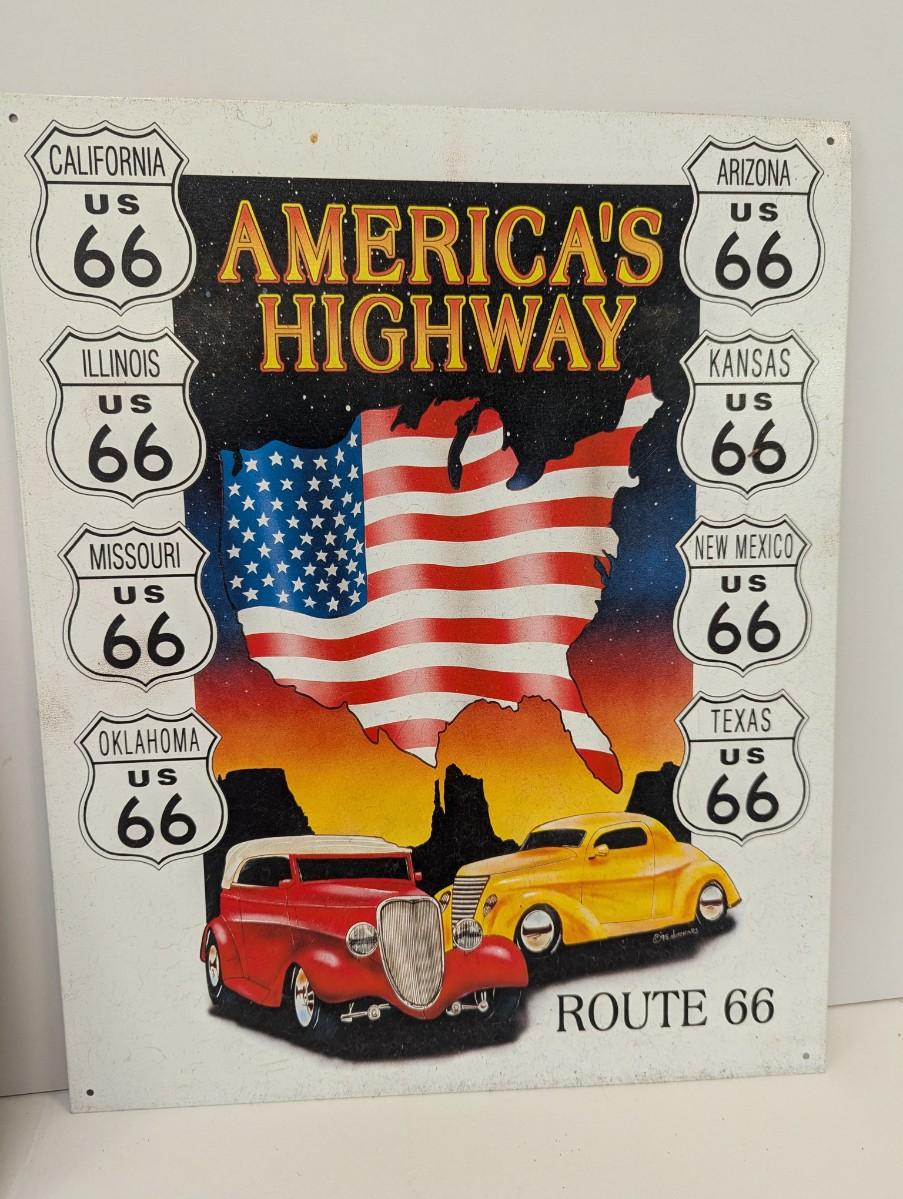 AMERICA'S
HIGHWAY
CALIFORNIA
US
66
ILLINOIS
US
66
MISSOURI
US
66
OKLAHOMA
US
66
ARIZONA
US
66
KANSAS
US
66
NEW MEXICO
US
66
TEXAS
US
66
ROUTE 66